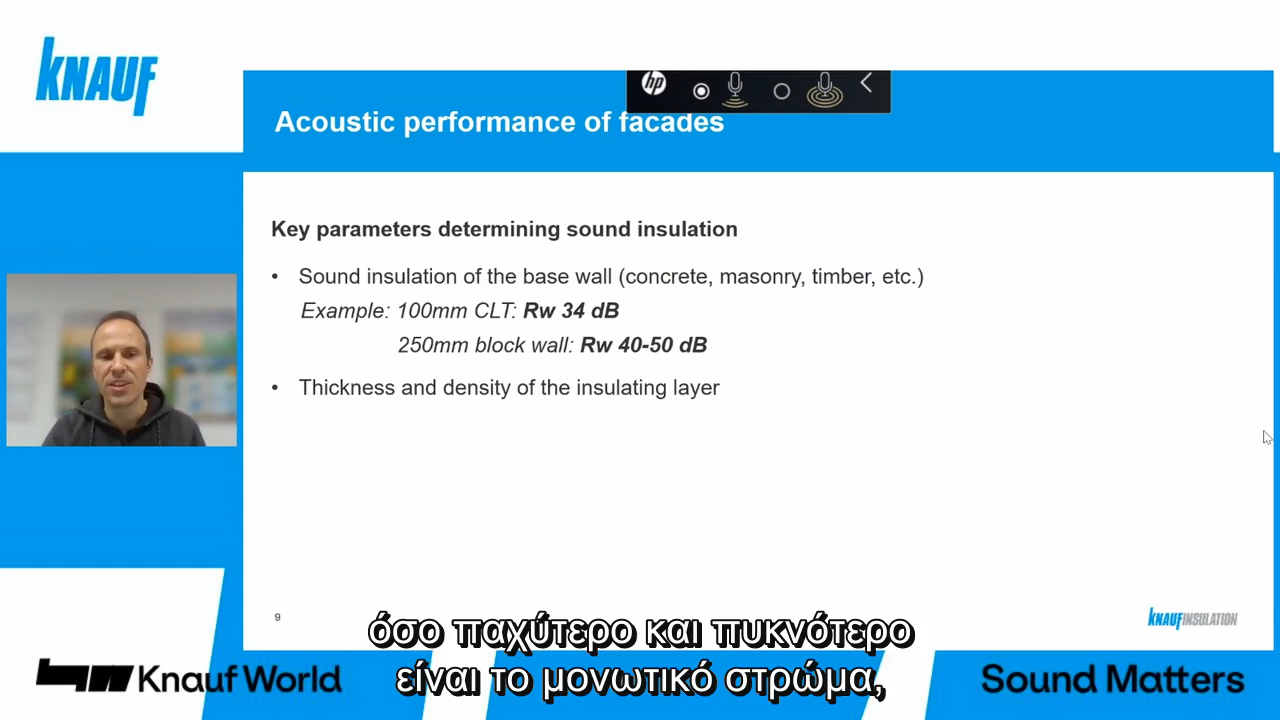 KNAUF
hp
Acoustic performance of facades
Key parameters determining sound insulation
• Sound insulation of the base wall (concrete, masonry, timber, etc.)
Example: 100mm CLT: Rw 34 dB
250mm block wall: Rw 40-50 dB
• Thickness and density of the insulating layer
9
KNAUFINSULATION
όσο παχύτερο και πυκνότερο
είναι το μονωτικό στρώμα,
Knauf World
Sound Matters